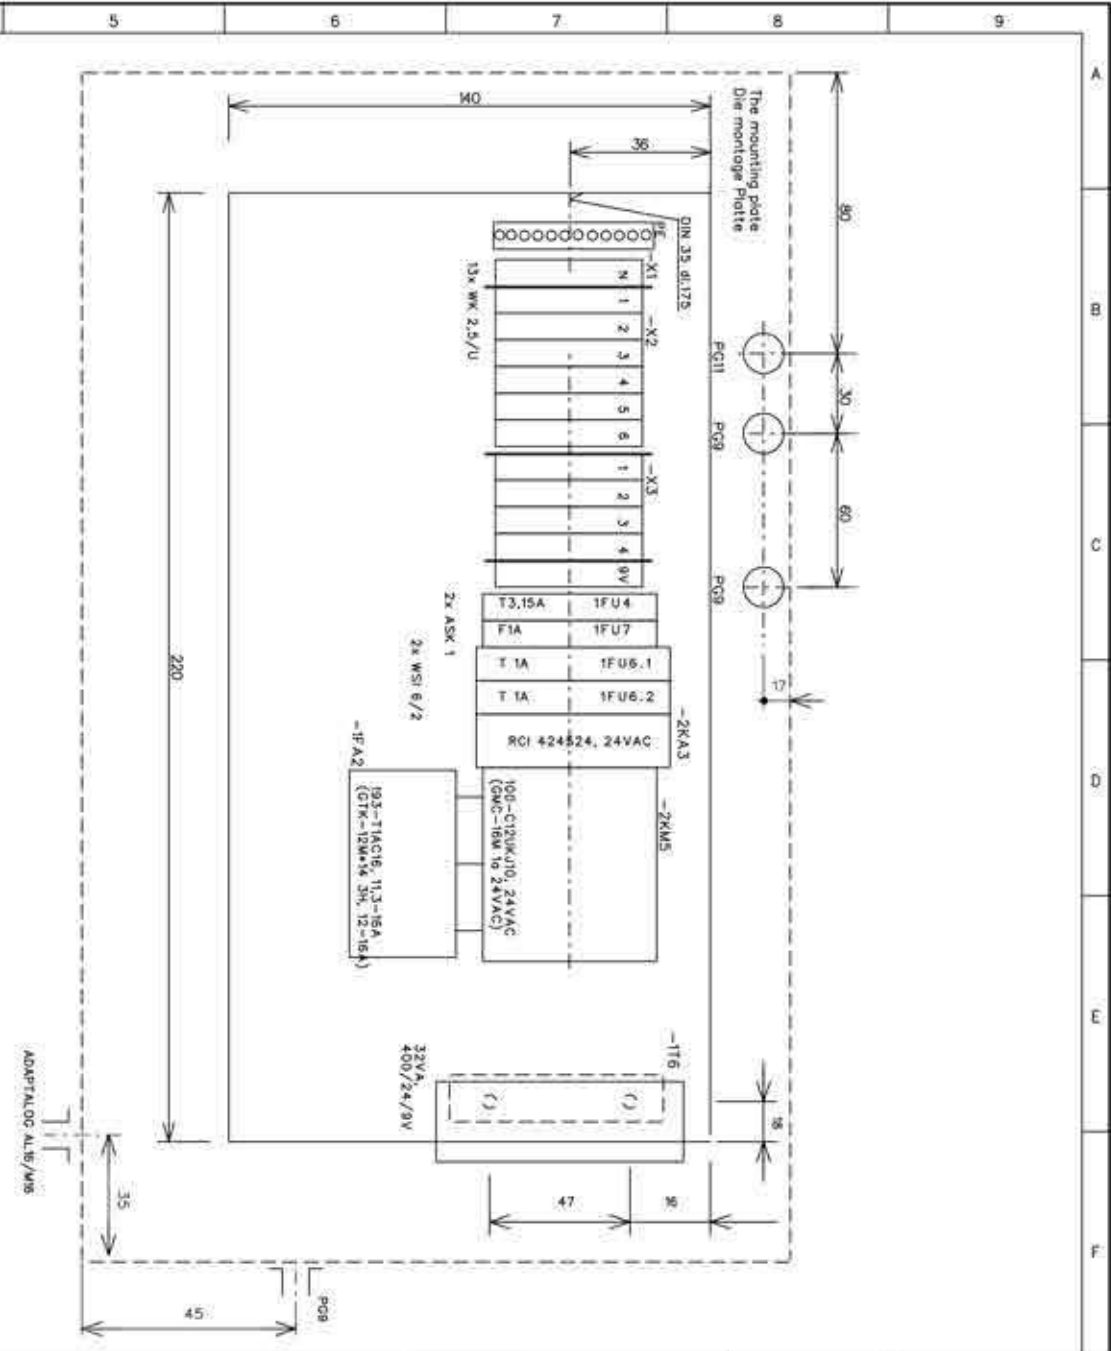 5
6
7
8
9
A
B
C
D
E
F
The mounting plate
Die montage Platte
140
36
80
30
60
17
220
DIN 35 dl.175
PE
-X1
-X2
-X3
N
1
2
3
4
5
6
1
2
3
4
9V
13x WK 2,5/U
PG11
PG9
PG9
T3,15A 1FU4
F1A 1FU7
T 1A 1FU6.1
T 1A 1FU6.2
RCI 424524, 24VAC
2x ASK 1
2x WSI 6/2
-2KA3
-2KM5
100-C12UKJ10, 24VAC
(GMC-16M 1a 24VAC)
-1FA2
193-T1AC16, 11,3-16A
(GTK-12M*14 3H, 12-16A)
-1T6
32VA,
400/24/9V
18
47
16
35
45
PG9
ADAPTALOG AL16/M16